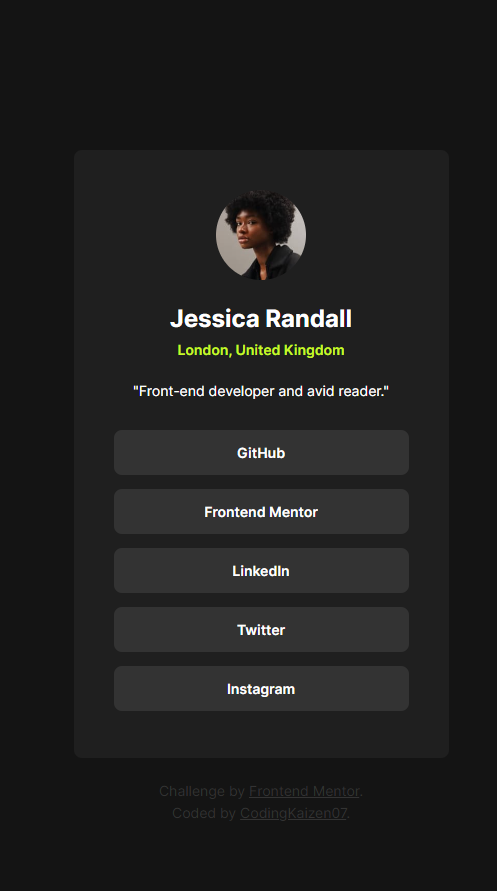 Jessica Randall
London, United Kingdom
"Front-end developer and avid reader."
GitHub
Frontend Mentor
LinkedIn
Twitter
Instagram
Challenge by Frontend Mentor.
Coded by CodingKaizen07.